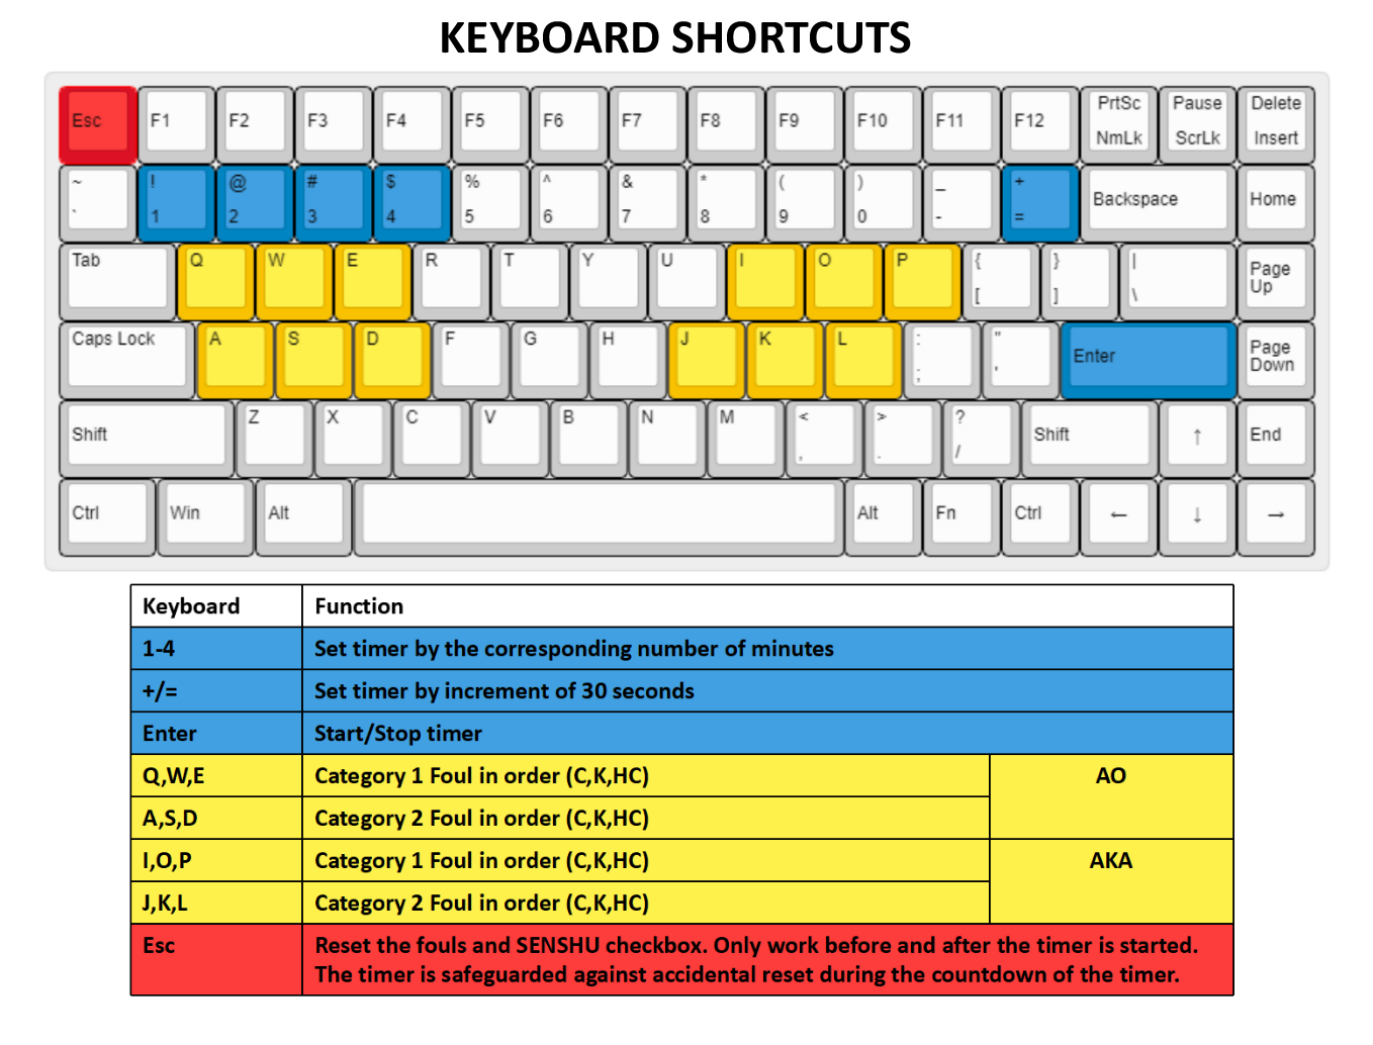 KEYBOARD SHORTCUTS
Esc F1 F2 F3 F4 F5 F6 F7 F8 F9 F10 F11 F12 PrtSc NmLk Pause ScrLk Delete Insert
~ ` ! 1 @ 2 # 3 $ 4 % 5 ^ 6 & 7 * 8 ( 9 ) 0 _ - + = Backspace Home
Tab Q W E R T Y U I O P { [ } ] | \ Page Up
Caps Lock A S D F G H J K L : ; " ' Enter Page Down
Shift Z X C V B N M < , > . ? / Shift ↑ End
Ctrl Win Alt Alt Fn Ctrl ← ↓ →
Keyboard Function
1-4 Set timer by the corresponding number of minutes
+/= Set timer by increment of 30 seconds
Enter Start/Stop timer
Q,W,E Category 1 Foul in order (C,K,HC) AO
A,S,D Category 2 Foul in order (C,K,HC)
I,O,P Category 1 Foul in order (C,K,HC) AKA
J,K,L Category 2 Foul in order (C,K,HC)
Esc Reset the fouls and SENSHU checkbox. Only work before and after the timer is started.
The timer is safeguarded against accidental reset during the countdown of the timer.